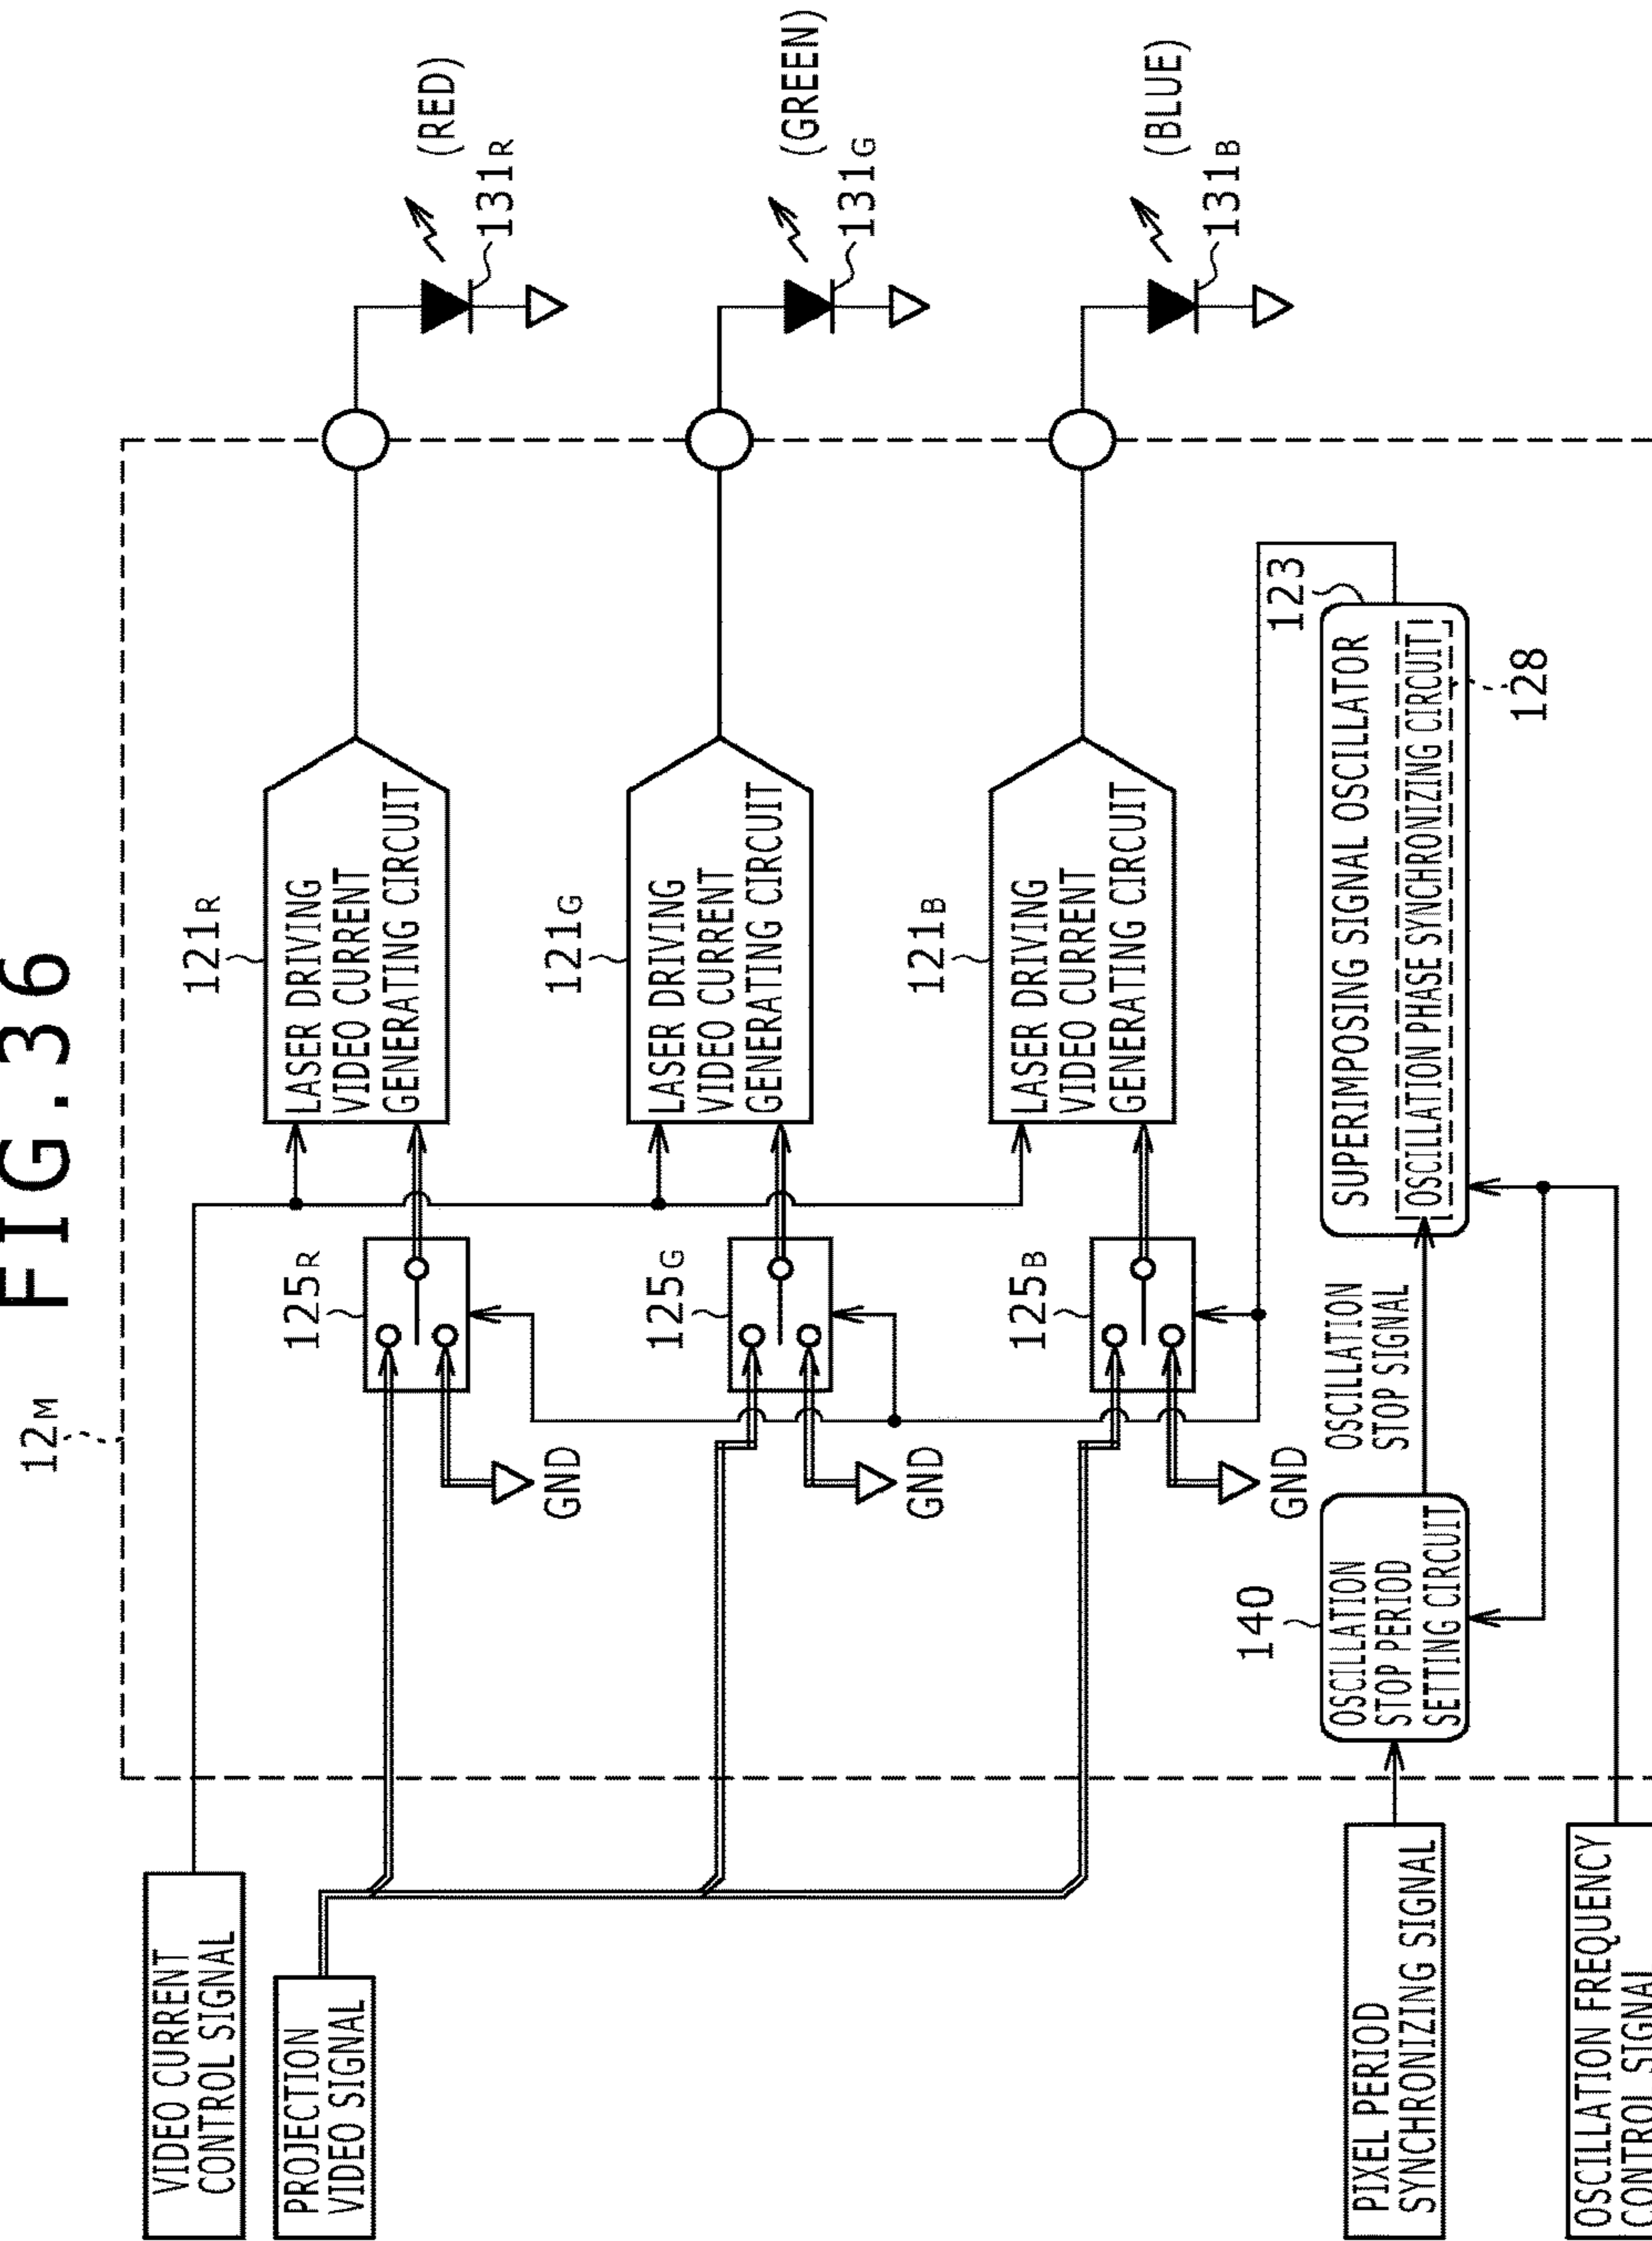 FIG.36
12M
VIDEO CURRENT
CONTROL SIGNAL
PROJECTION
VIDEO SIGNAL
121R
LASER DRIVING
VIDEO CURRENT
GENERATING CIRCUIT
125R
GND
(RED)
131R
121G
LASER DRIVING
VIDEO CURRENT
GENERATING CIRCUIT
125G
GND
(GREEN)
131G
121B
LASER DRIVING
VIDEO CURRENT
GENERATING CIRCUIT
125B
GND
(BLUE)
131B
PIXEL PERIOD
SYNCHRONIZING SIGNAL
140
OSCILLATION
STOP PERIOD
SETTING CIRCUIT
OSCILLATION
STOP SIGNAL
123
SUPERIMPOSING SIGNAL OSCILLATOR
OSCILLATION PHASE SYNCHRONIZING CIRCUIT
128
OSCILLATION FREQUENCY
CONTROL SIGNAL